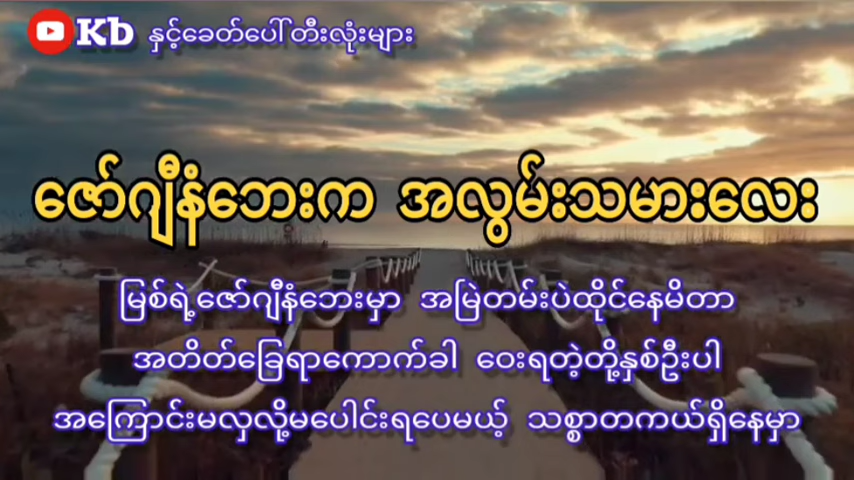 Kb နှင့်ခေတ်ပေါ်တီးလုံးများ
ဇော်ဂျီနံဘေးက အလွမ်းသမားလေး
မြစ်ရဲ့ဇော်ဂျီနံဘေးမှာ အမြဲတမ်းပဲထိုင်နေမိတာ
အတိတ်ခြေရာကောက်ခါ ဝေးရတဲ့တို့နှစ်ဦးပါ
အကြောင်းမလှလို့မပေါင်းရပေမယ့် သစ္စာတကယ်ရှိနေမှာ